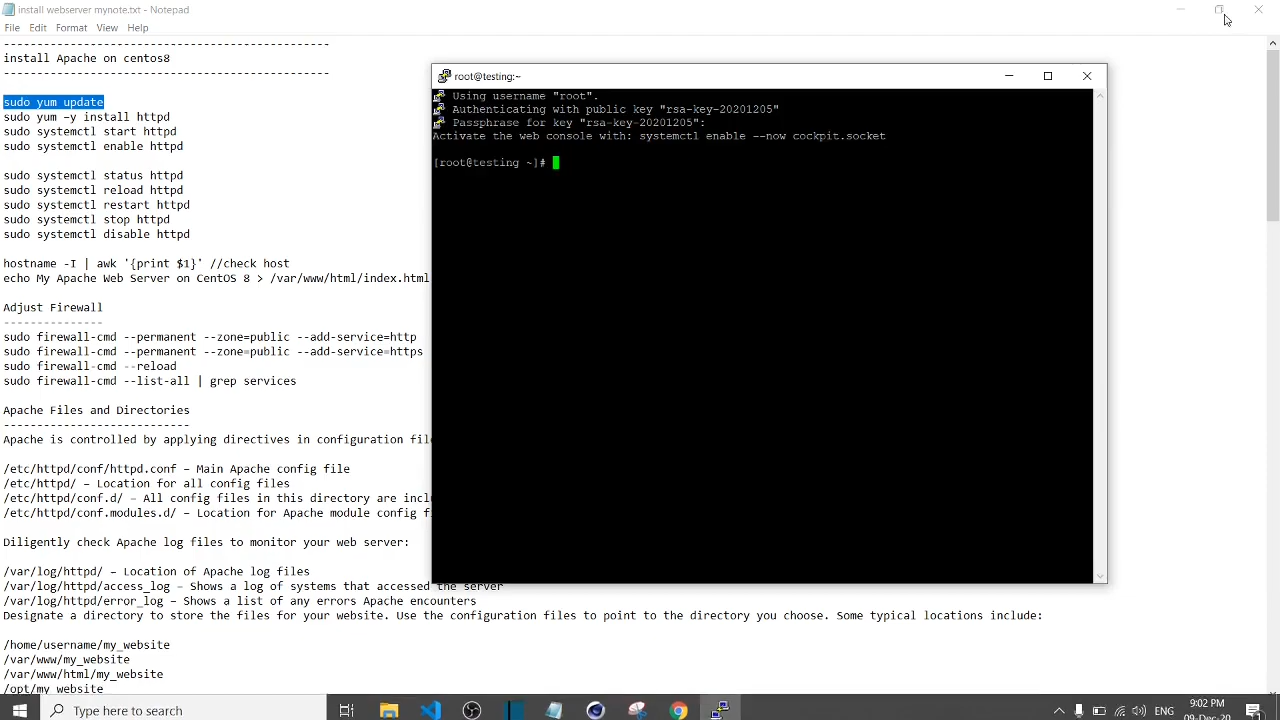 install webserver mynote.txt - Notepad
File Edit Format View Help
-------------------------------------------------
install Apache on centos8
-------------------------------------------------
sudo yum update
sudo yum –y install httpd
sudo systemctl start httpd
sudo systemctl enable httpd
sudo systemctl status httpd
sudo systemctl reload httpd
sudo systemctl restart httpd
sudo systemctl stop httpd
sudo systemctl disable httpd
hostname -I | awk '{print $1}' //check host
echo My Apache Web Server on CentOS 8 > /var/www/html/index.html
Adjust Firewall
---------------
sudo firewall-cmd --permanent --zone=public --add-service=http
sudo firewall-cmd --permanent --zone=public --add-service=https
sudo firewall-cmd --reload
sudo firewall-cmd --list-all | grep services
Apache Files and Directories
----------------------------
Apache is controlled by applying directives in configuration
/etc/httpd/conf/httpd.conf – Main Apache config file
/etc/httpd/ – Location for all config files
/etc/httpd/conf.d/ – All config files in this directory are
/etc/httpd/conf.modules.d/ – Location for Apache module config
Diligently check Apache log files to monitor your web server:
/var/log/httpd/ – Location of Apache log files
/var/log/httpd/access_log – Shows a log of systems that accessed the server
/var/log/httpd/error_log – Shows a list of any errors Apache encounters
Designate a directory to store the files for your website. Use the configuration files to point to the directory you choose. Some typical locations include:
/home/username/my_website
/var/www/my_website
/var/www/html/my_website
/opt/my_website
root@testing:~
Using username "root".
Authenticating with public key "rsa-key-20201205"
Passphrase for key "rsa-key-20201205":
Activate the web console with: systemctl enable --now cockpit.socket
[root@testing ~]#
Type here to search
ENG
9:02 PM
09-Dec-20